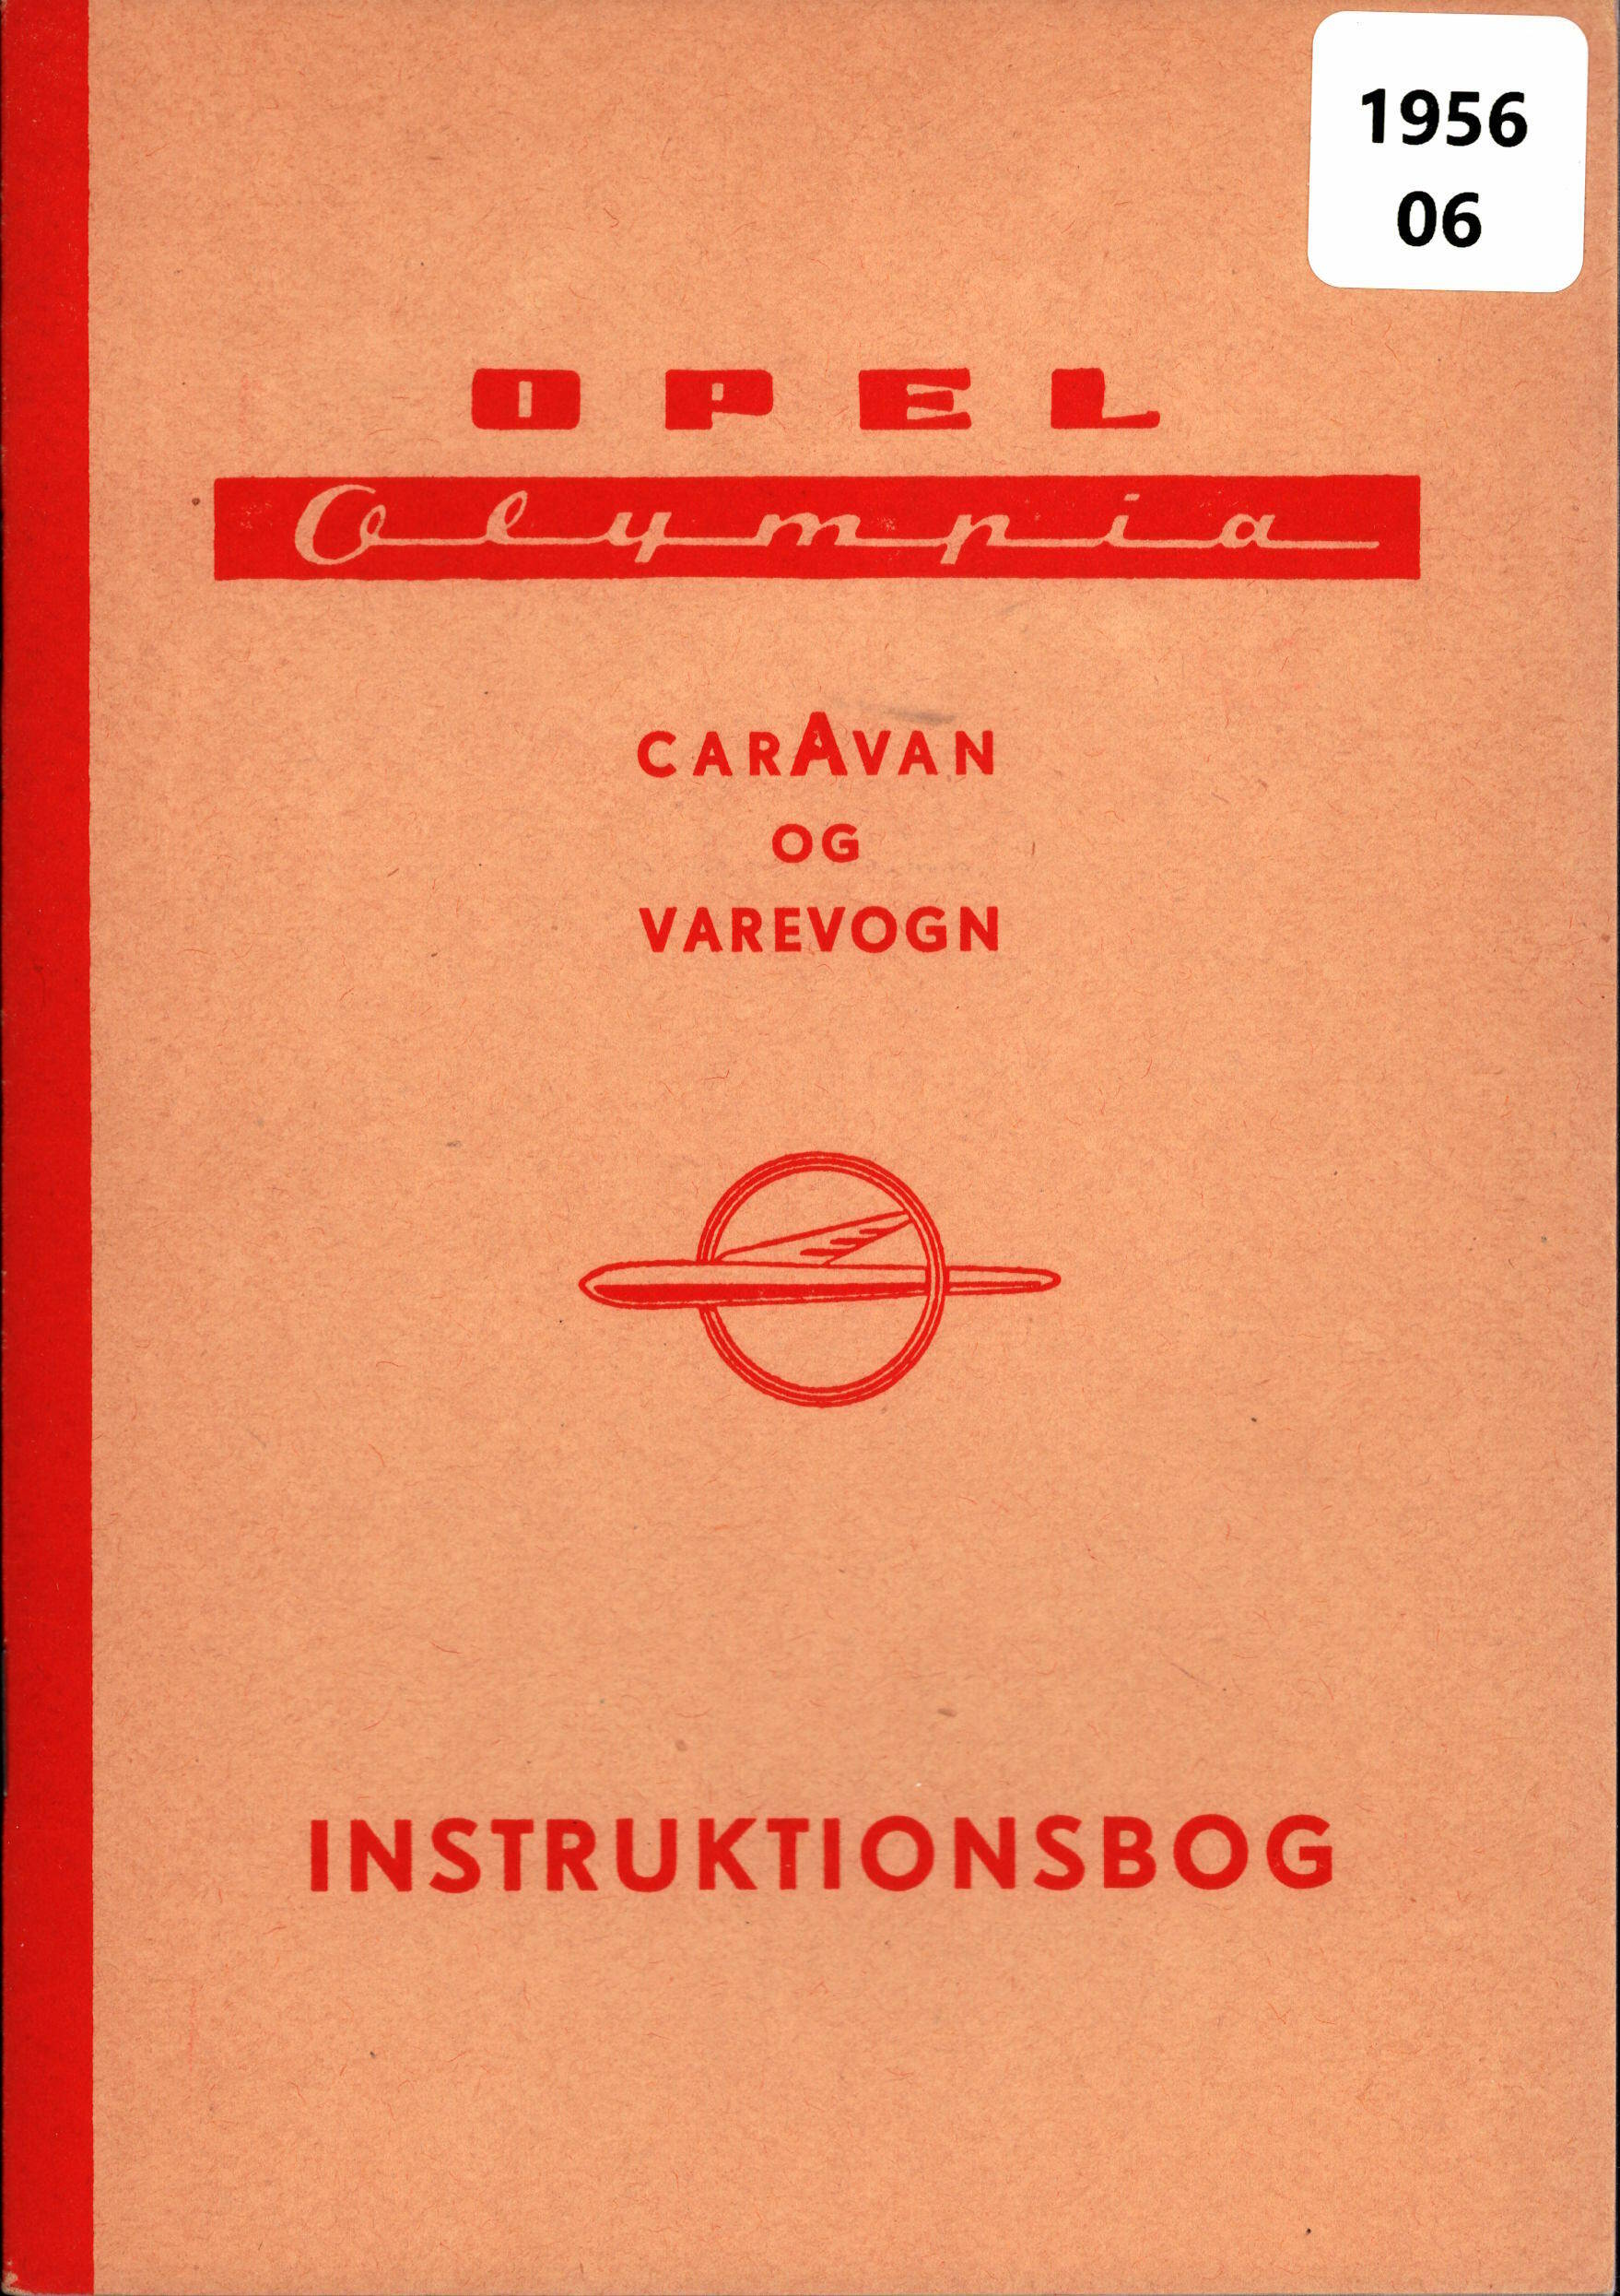 1956
06
OPEL
Olympia
CARAVAN
OG
VAREVOGN
INSTRUKTIONSBOG